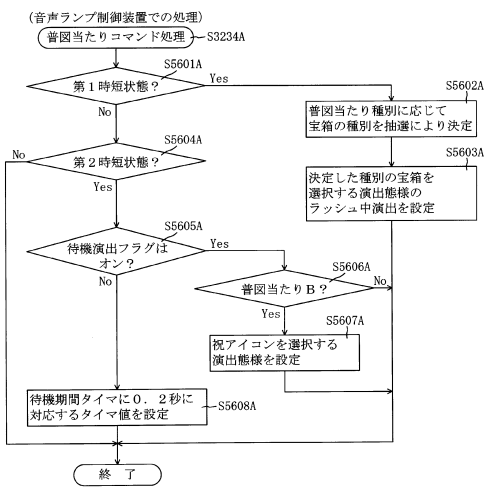 (音声ランプ制御装置での処理)
普図当たりコマンド処理
S3234A
S5601A
第1時短状態?
Yes
No
S5602A
普図当たり種別に応じて
宝箱の種別を抽選により決定
S5603A
決定した種別の宝箱を
選択する演出態様の
ラッシュ中演出を設定
S5604A
第2時短状態?
No
Yes
S5605A
待機演出フラグは
オン?
Yes
No
S5606A
普図当たりB?
No
Yes
S5607A
祝アイコンを選択する
演出態様を設定
待機期間タイマに0.2秒に
対応するタイマ値を設定
S5608A
終 了